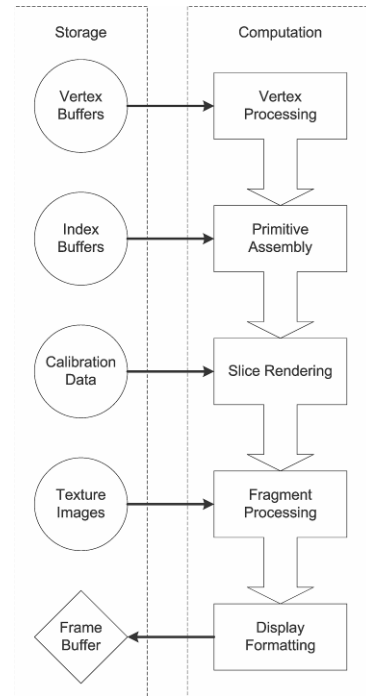 Storage
Computation
Vertex
Buffers
Vertex
Processing
Index
Buffers
Primitive
Assembly
Calibration
Data
Slice Rendering
Texture
Images
Fragment
Processing
Frame
Buffer
Display
Formatting